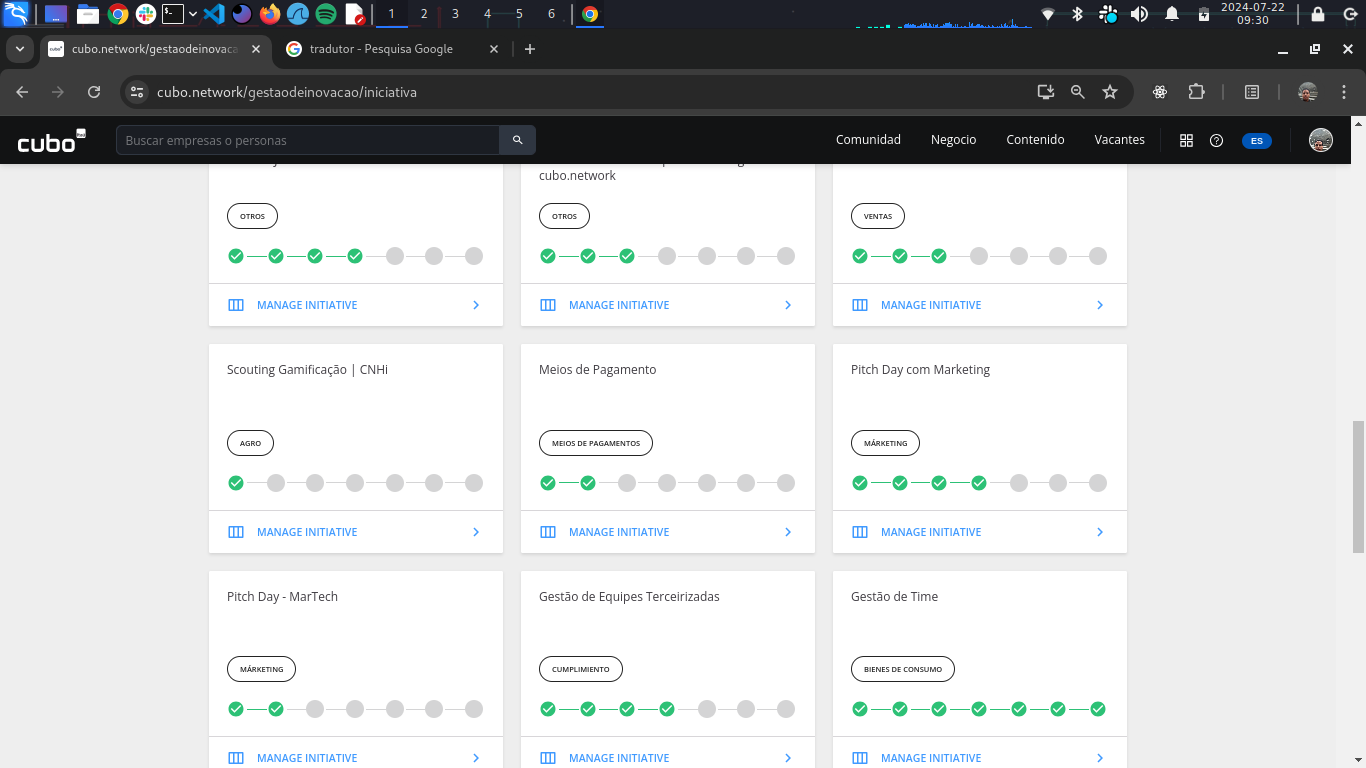 1 2 3 4 5 6
2024-07-22
09:30
cubo.network/gestaodeinovaca
tradutor - Pesquisa Google
cubo.network/gestaodeinovacao/iniciativa
cubo
Itaú
Buscar empresas o personas
Comunidad Negocio Contenido Vacantes ES
cubo.network
OTROS OTROS VENTAS
MANAGE INITIATIVE MANAGE INITIATIVE MANAGE INITIATIVE
Scouting Gamificação | CNHi Meios de Pagamento Pitch Day com Marketing
AGRO MEIOS DE PAGAMENTOS MÁRKETING
MANAGE INITIATIVE MANAGE INITIATIVE MANAGE INITIATIVE
Pitch Day - MarTech Gestão de Equipes Terceirizadas Gestão de Time
MÁRKETING CUMPLIMIENTO BIENES DE CONSUMO
MANAGE INITIATIVE MANAGE INITIATIVE MANAGE INITIATIVE